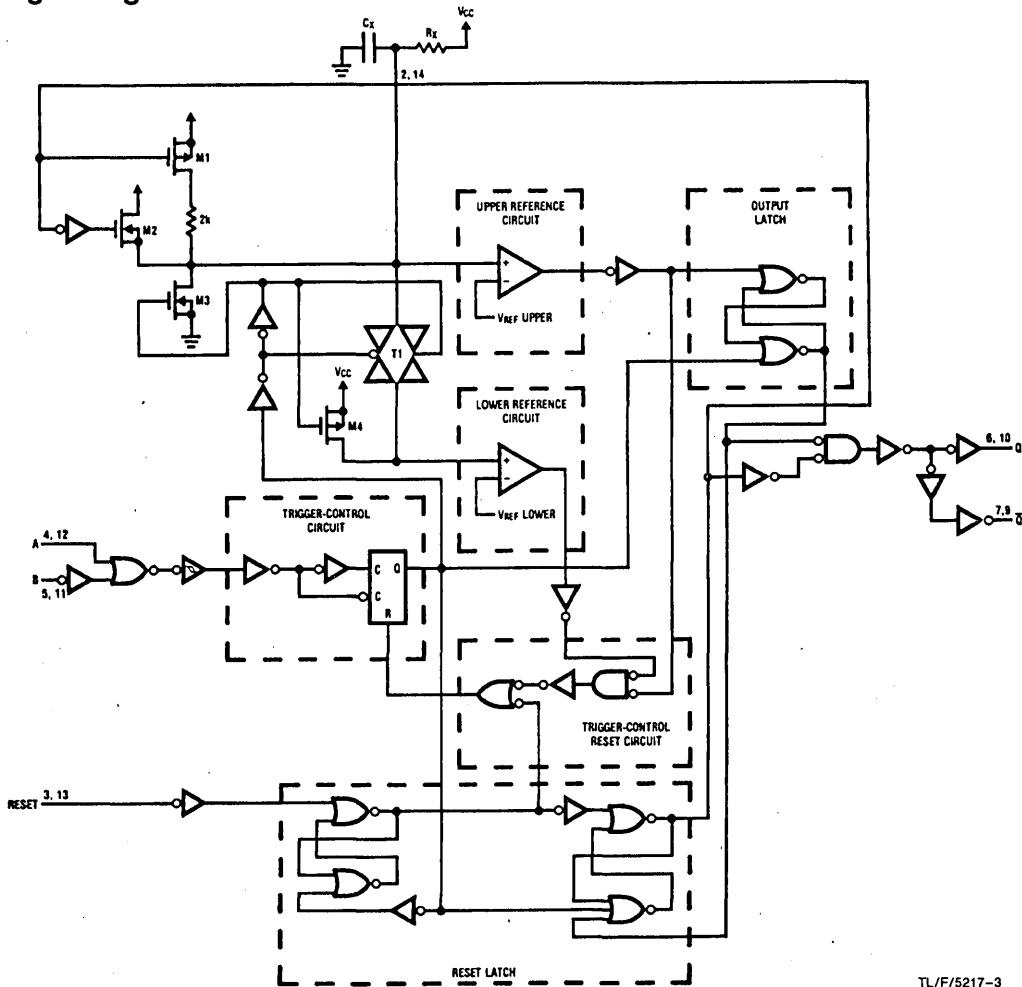 CX
RX
VCC
2, 14
M1
2k
M2
M3
UPPER REFERENCE
CIRCUIT
+
−
VREF UPPER
OUTPUT
LATCH
T1
VCC
M4
LOWER REFERENCE
CIRCUIT
+
−
VREF LOWER
6, 10 Q
7,9 Q̅
TRIGGER-CONTROL
CIRCUIT
A 4, 12
B
5, 11
C Q
C
R
TRIGGER-CONTROL
RESET CIRCUIT
RESET 3, 13
RESET LATCH
TL/F/5217-3